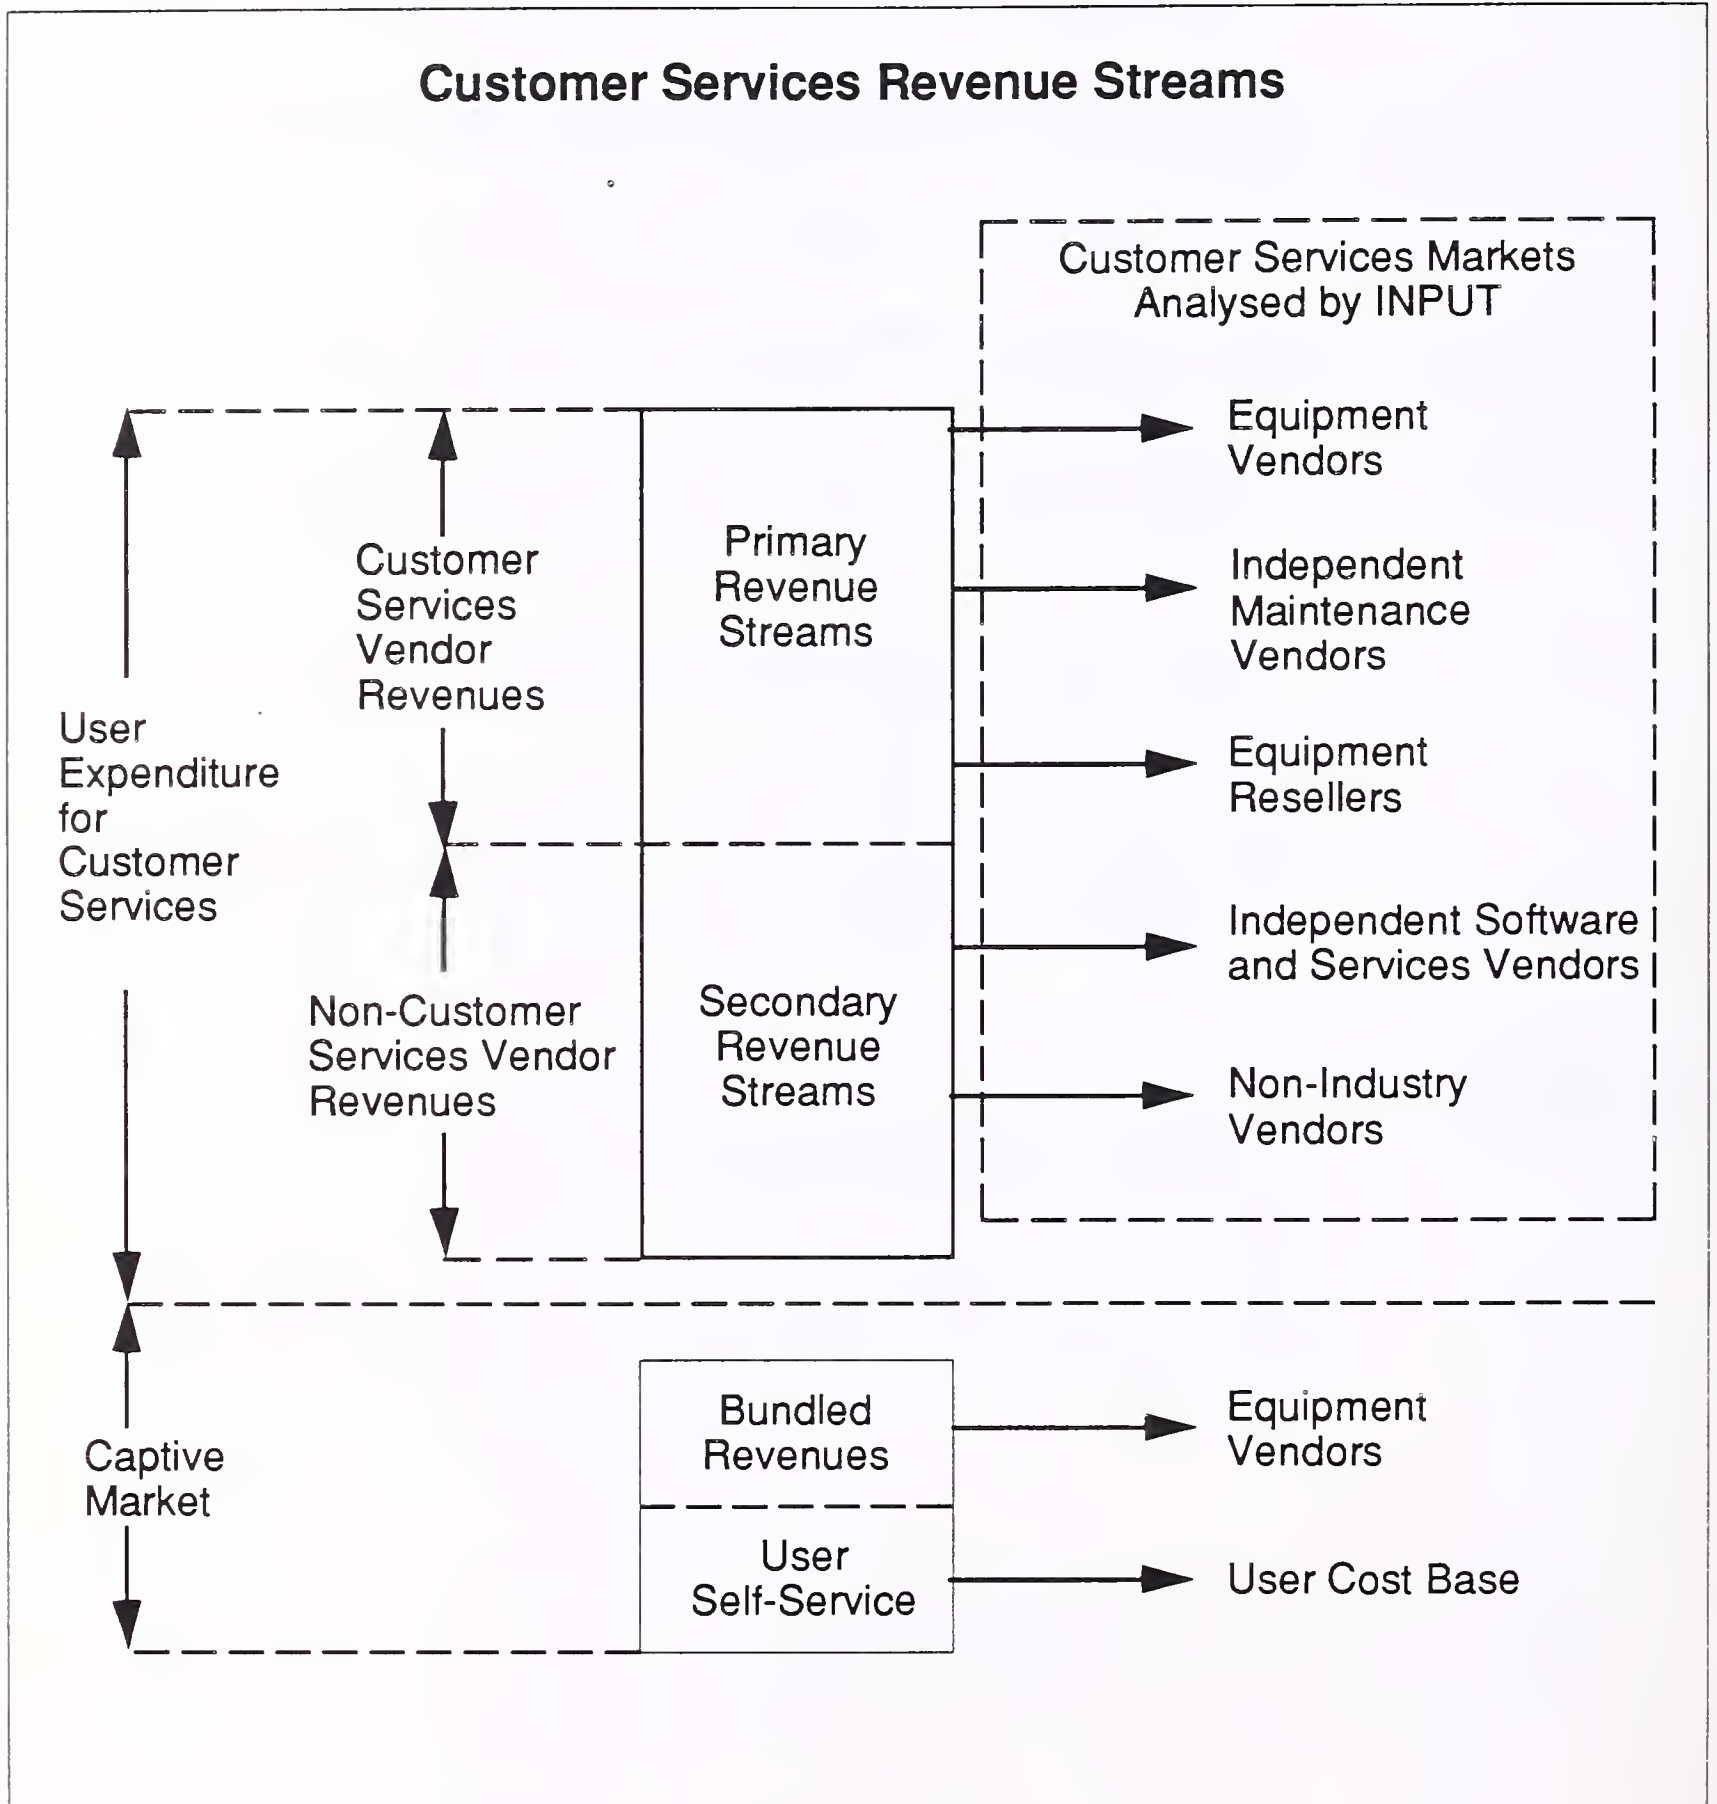 Customer Services Revenue Streams
Customer Services Markets
Analysed by INPUT
Equipment
Vendors
Primary
Revenue
Streams
Customer
Services
Vendor
Revenues
Independent
Maintenance
Vendors
User
Expenditure
for
Customer
Services
Equipment
Resellers
Independent Software
and Services Vendors
Non-Customer
Services Vendor
Revenues
Secondary
Revenue
Streams
Non-Industry
Vendors
Captive
Market
Bundled
Revenues
Equipment
Vendors
User
Self-Service
User Cost Base